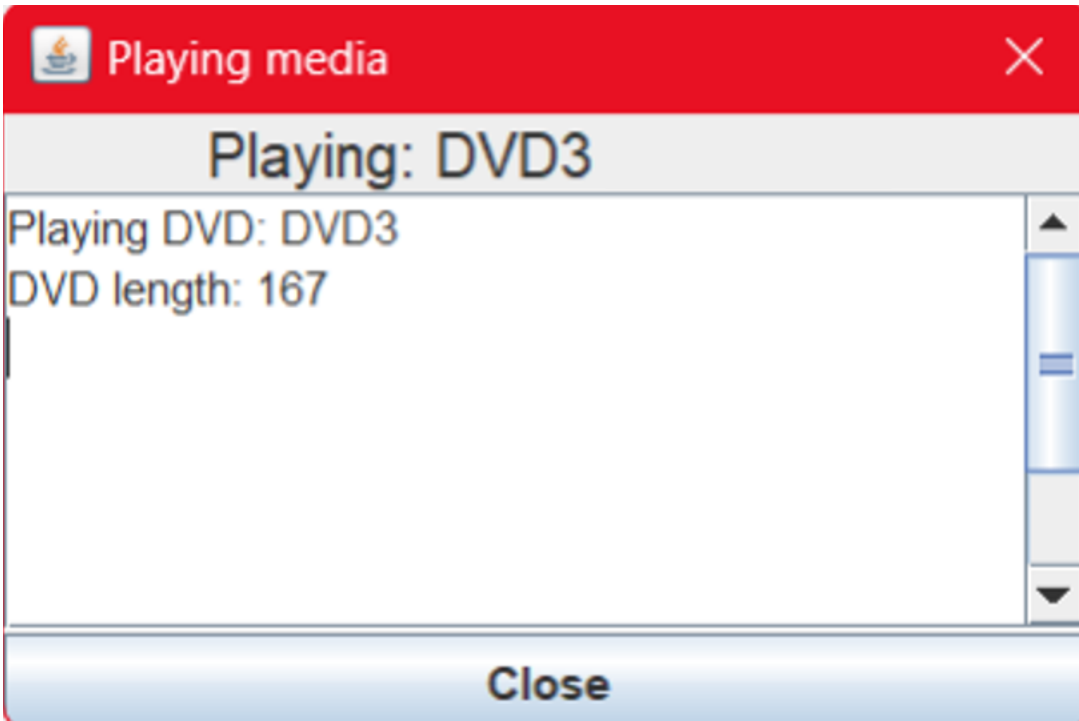 Playing media
Playing: DVD3
Playing DVD: DVD3
DVD length: 167
Close